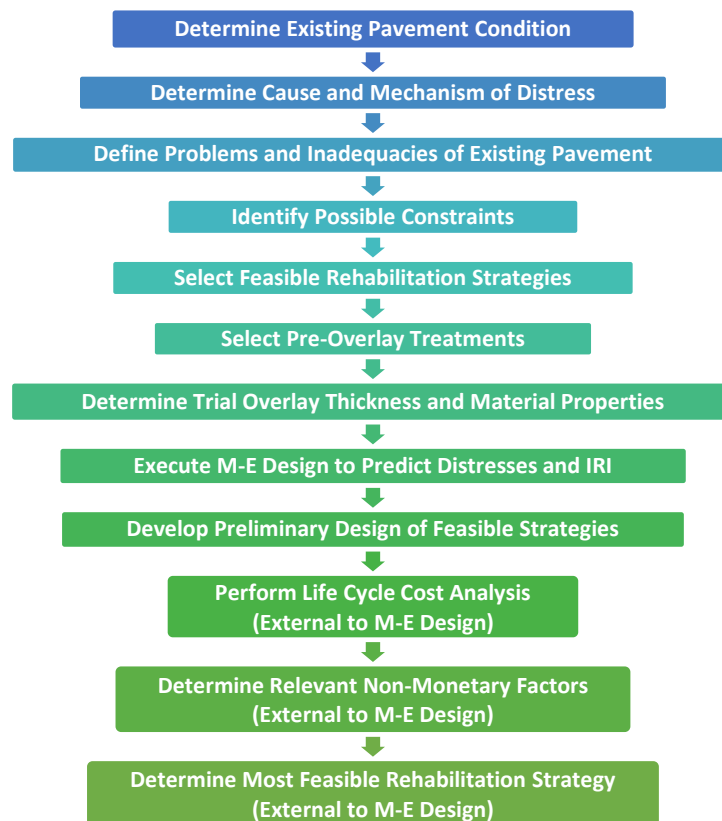 Determine Existing Pavement Condition
Determine Cause and Mechanism of Distress
Define Problems and Inadequacies of Existing Pavement
Identify Possible Constraints
Select Feasible Rehabilitation Strategies
Select Pre-Overlay Treatments
Determine Trial Overlay Thickness and Material Properties
Execute M-E Design to Predict Distresses and IRI
Develop Preliminary Design of Feasible Strategies
Perform Life Cycle Cost Analysis
(External to M-E Design)
Determine Relevant Non-Monetary Factors
(External to M-E Design)
Determine Most Feasible Rehabilitation Strategy
(External to M-E Design)